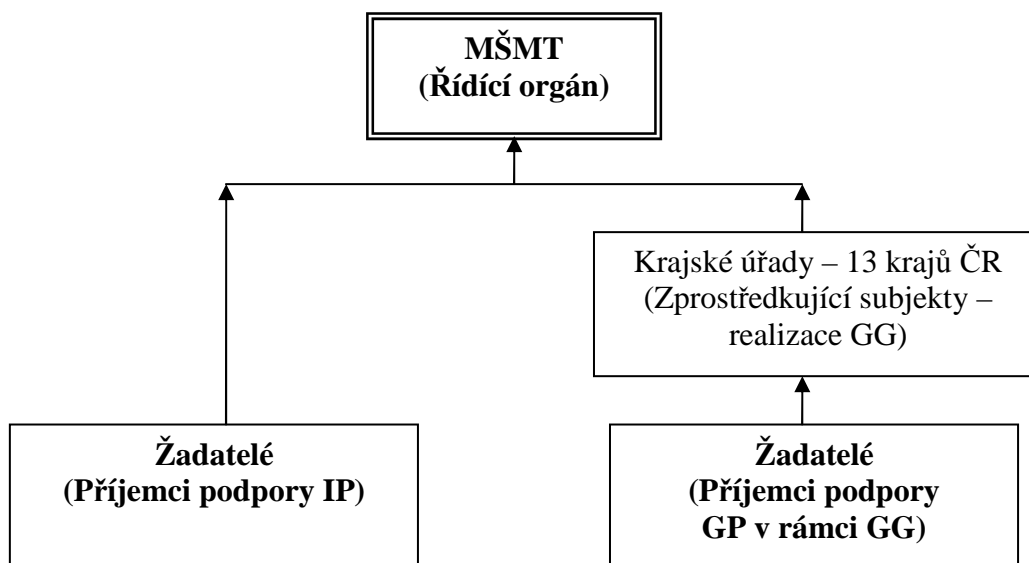 MŠMT
(Řídící orgán)
Krajské úřady – 13 krajů ČR
(Zprostředkující subjekty –
realizace GG)
Žadatelé
(Příjemci podpory IP)
Žadatelé
(Příjemci podpory
GP v rámci GG)